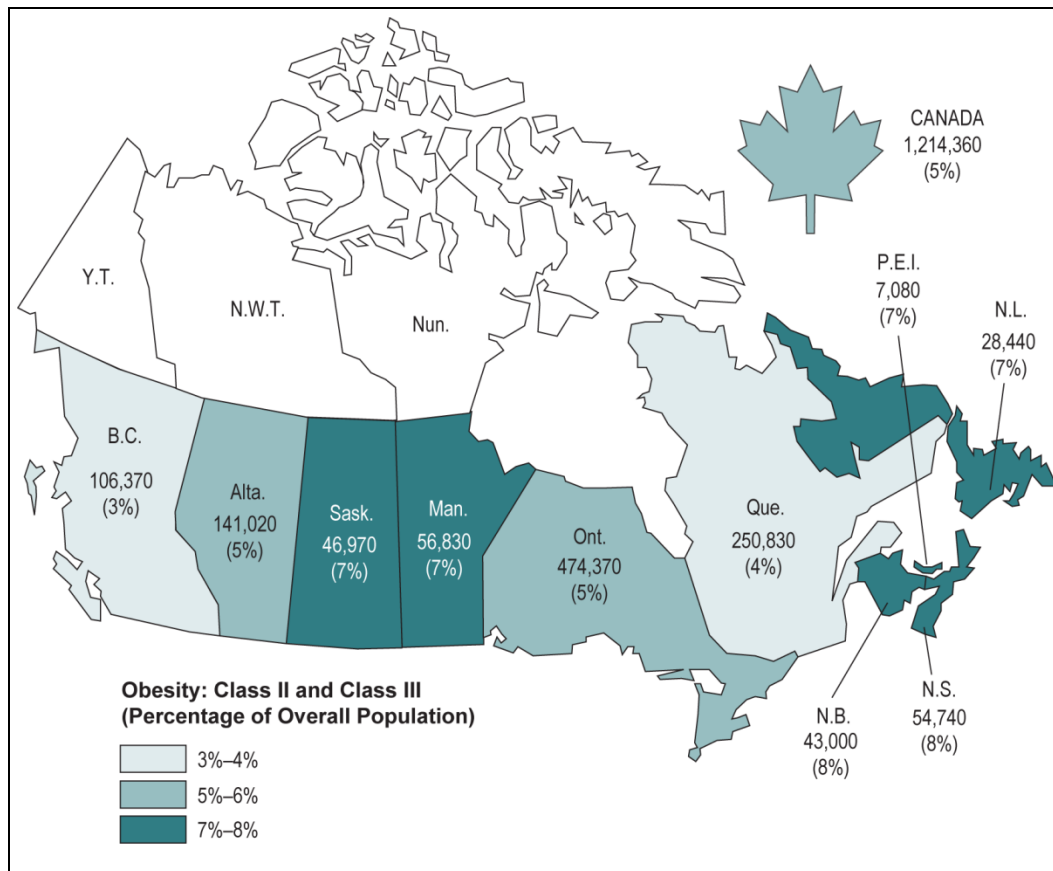 CANADA
1,214,360
(5%)
P.E.I.
7,080
(7%)
N.L.
28,440
(7%)
Y.T.
N.W.T.
Nun.
B.C.
106,370
(3%)
Alta.
141,020
(5%)
Sask.
46,970
(7%)
Man.
56,830
(7%)
Ont.
474,370
(5%)
Que.
250,830
(4%)
N.B.
43,000
(8%)
N.S.
54,740
(8%)
Obesity: Class II and Class III
(Percentage of Overall Population)
3%–4%
5%–6%
7%–8%